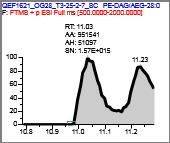 QEF1621_OG28_T3-25-2-7_SC PE-DAG/AEG-28:0
F: FTMS + p ESI Full ms [500.0000-2000.0000]
RT: 11.03
AA: 951541
AH: 51097
SN: 1.57E+015
11.23
100
80
60
40
20
0
10.8 10.9 11.0 11.1 11.2